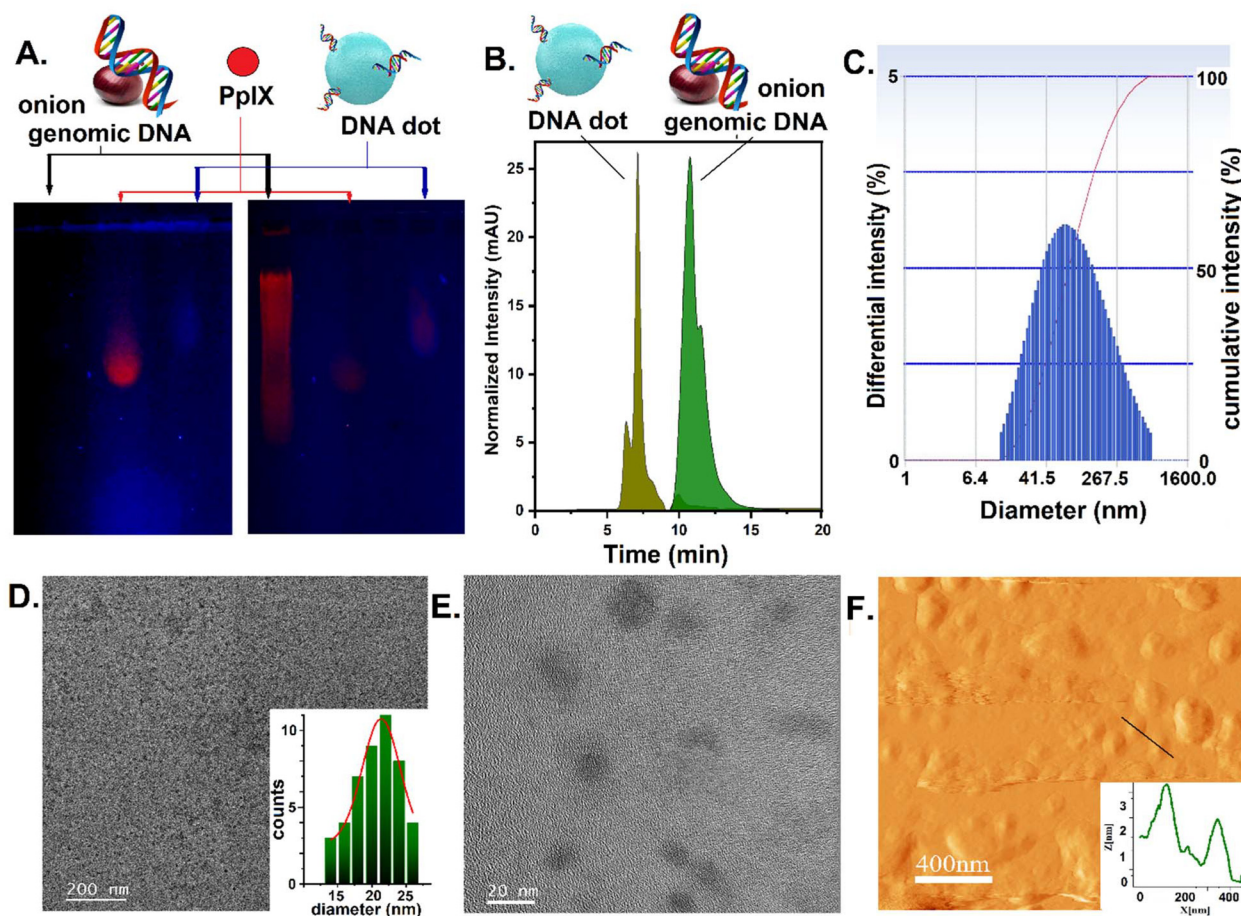 A.
onion
genomic DNA
PpIX
DNA dot
B.
DNA dot
onion
genomic DNA
Normalized Intensity (mAU)
25
20
15
10
5
0
0 5 10 15 20
Time (min)
C.
Differential intensity (%)
5
0
100
50
0
cumulative intensity (%)
1 6.4 41.5 267.5 1600.0
Diameter (nm)
D.
200 nm
counts
10
5
0
15 20 25
diameter (nm)
E.
20 nm
F.
400nm
Z[nm]
3
2
1
0
0 200 400
X[nm]